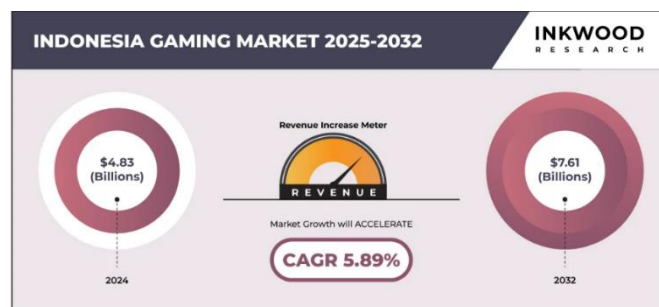 INDONESIA GAMING MARKET 2025-2032
INKWOOD
RESEARCH
$4.83
(Billions)
2024
Revenue Increase Meter
REVENUE
Market Growth will ACCELERATE
CAGR 5.89%
$7.61
(Billions)
2032